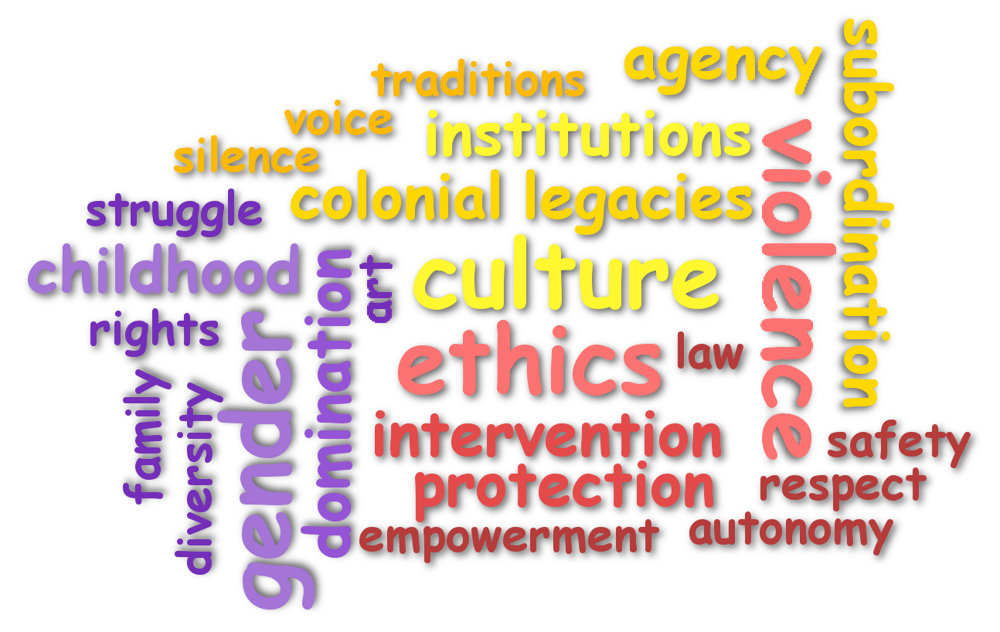 subordination
agency
traditions
voice
institutions
violence
silence
colonial legacies
struggle
culture
childhood
domination
art
rights
gender
ethics
law
family
diversity
intervention
safety
protection
respect
empowerment
autonomy